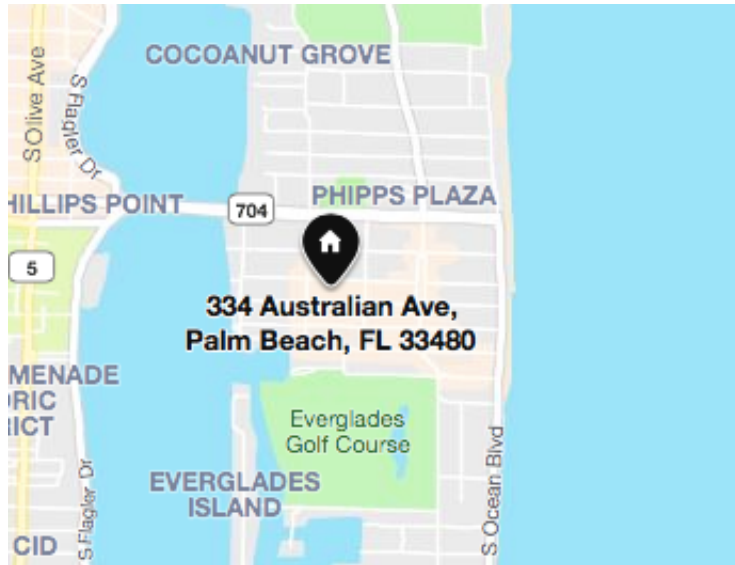 COCOANUT GROVE
S Olive Ave
S Flagler Dr
HILLIPS POINT
704
PHIPPS PLAZA
5
334 Australian Ave,
Palm Beach, FL 33480
MENADE
RIC
RICT
Everglades
Golf Course
EVERGLADES
ISLAND
S Ocean Blvd
S Flagler Dr
CID